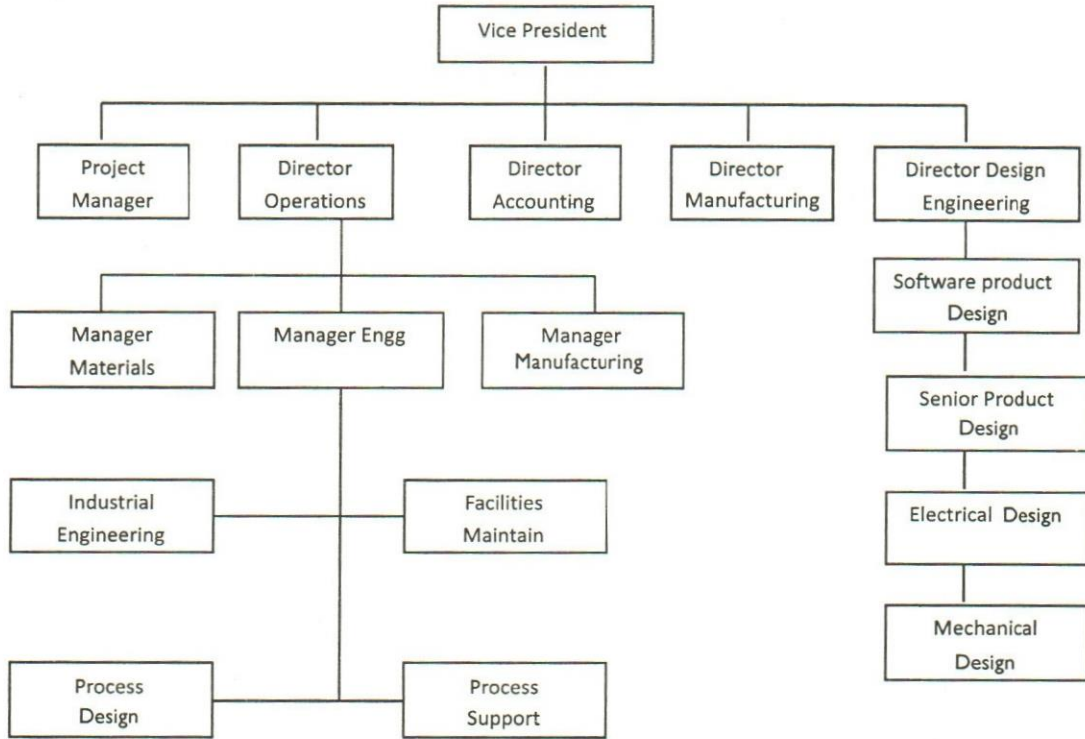 Vice President
Project
Manager
Director
Operations
Director
Accounting
Director
Manufacturing
Director Design
Engineering
Software product
Design
Manager
Materials
Manager Engg
Manager
Manufacturing
Senior Product
Design
Industrial
Engineering
Facilities
Maintain
Electrical Design
Mechanical
Design
Process
Design
Process
Support